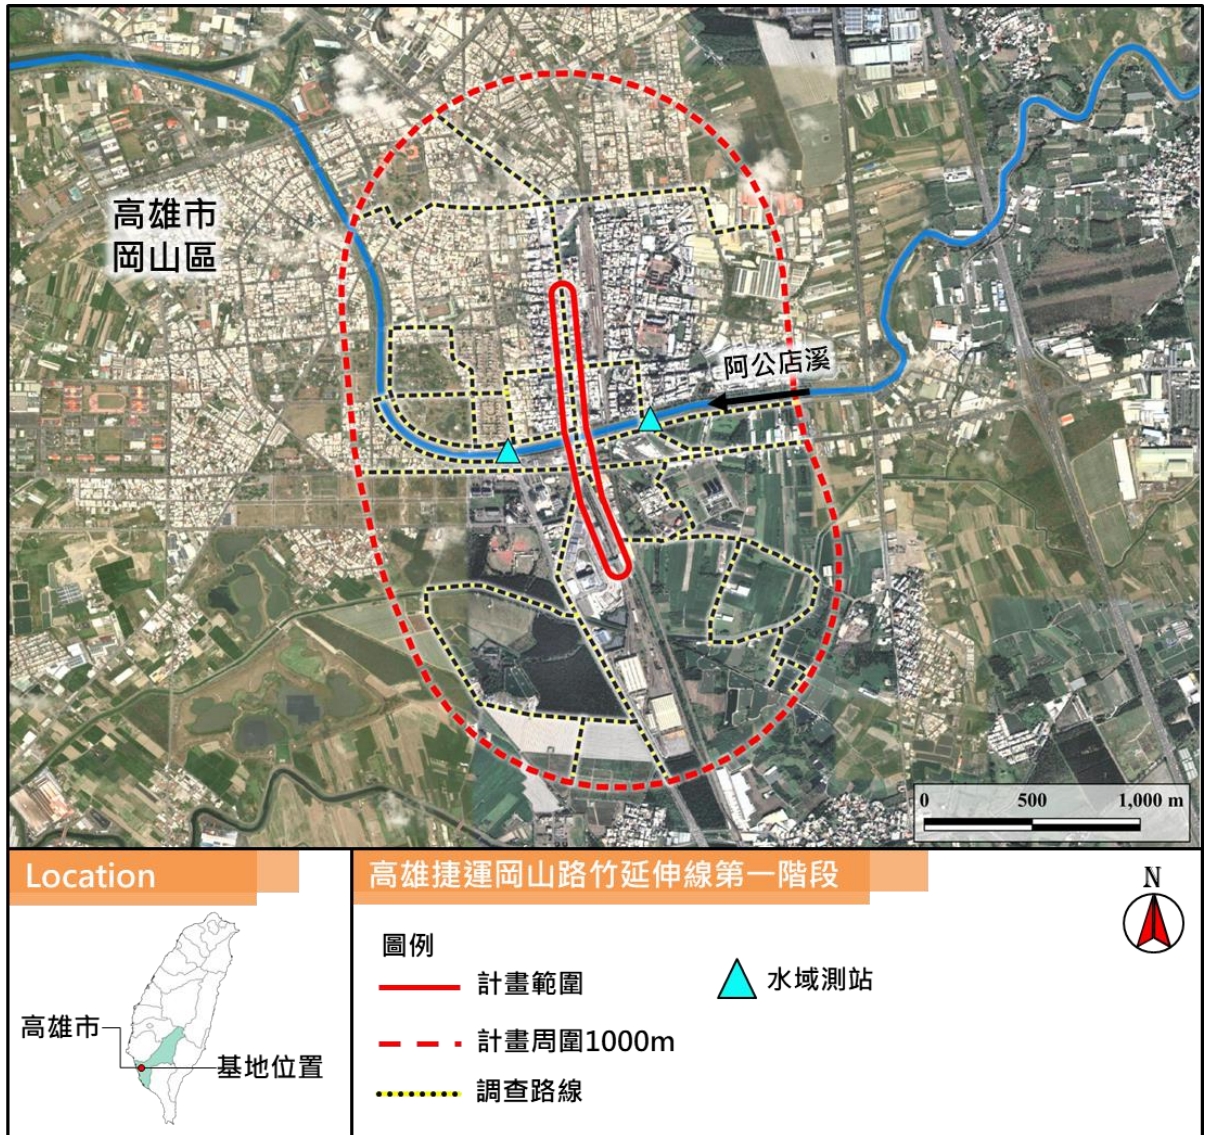 高雄市
岡山區
阿公店溪
0 500 1,000 m
Location
高雄市
基地位置
高雄捷運岡山路竹延伸線第一階段
N
圖例
計畫範圍
水域測站
計畫周圍1000m
調查路線